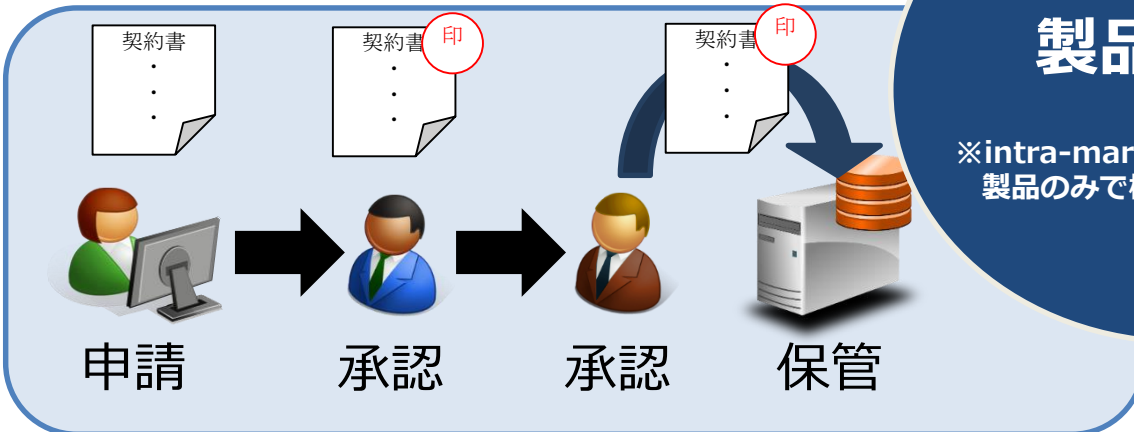 契約書
・
・
・
契約書
印
・
・
・
契約書
印
・
・
・
製品
※intra-mar
製品のみで
申請
承認
承認
保管